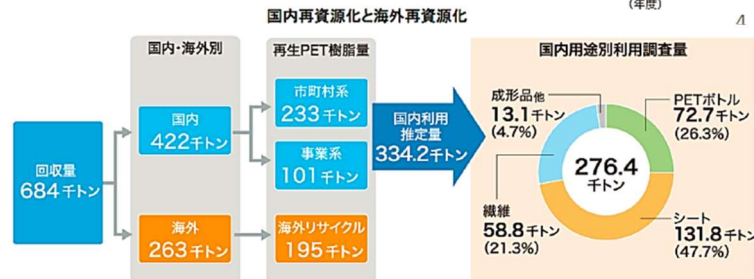 (年度)
国内再資源化と海外再資源化
4
国内・海外別
再生PET樹脂量
国内用途別利用調査量
回収量
684千トン
国内
422千トン
海外
263千トン
市町村系
233千トン
事業系
101千トン
海外リサイクル
195千トン
国内利用
推定量
334.2千トン
成形品他
13.1千トン
(4.7%)
PETボトル
72.7千トン
(26.3%)
276.4
千トン
繊維
58.8千トン
(21.3%)
シート
131.8千トン
(47.7%)